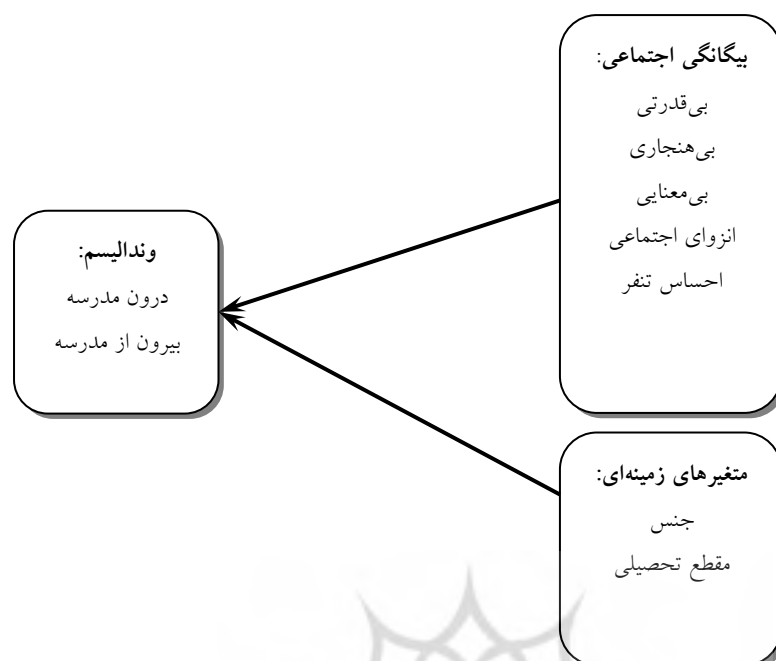 بیگانگی اجتماعی:
بی‌قدرتی
بی‌هنجاری
بی‌معنایی
انزوای اجتماعی
احساس تنفر
وندالیسم:
درون مدرسه
بیرون از مدرسه
متغیرهای زمینه‌ای:
جنس
مقطع تحصیلی